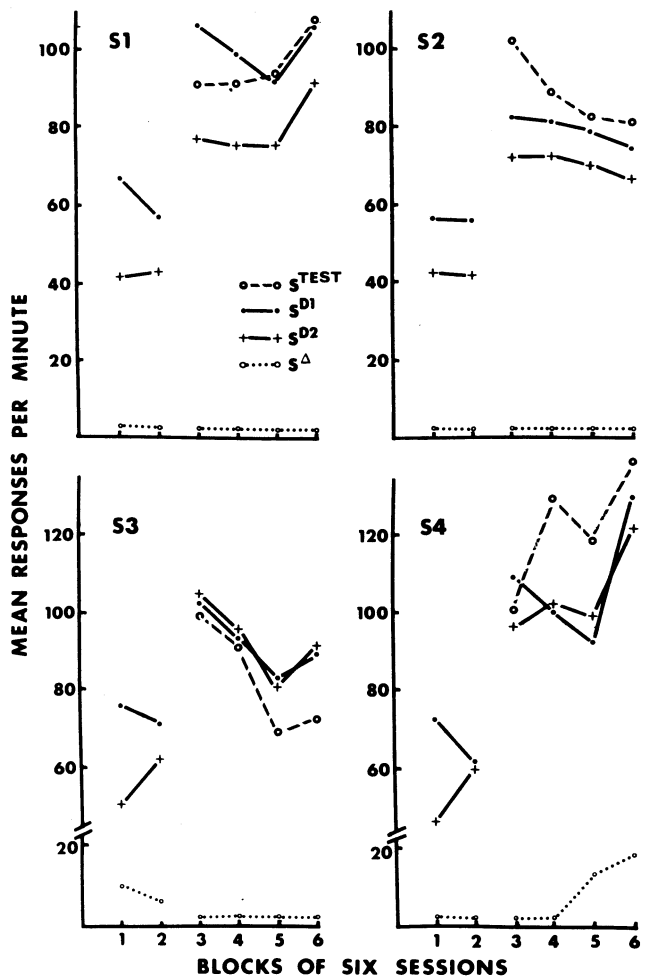 MEAN RESPONSES PER MINUTE
S1
100
80
60
40
20
S2
100
80
60
40
20
S^TEST
S^D1
S^D2
S^Δ
S3
120
100
80
60
20
1 2 3 4 5 6
S4
120
100
80
60
20
1 2 3 4 5 6
BLOCKS OF SIX SESSIONS